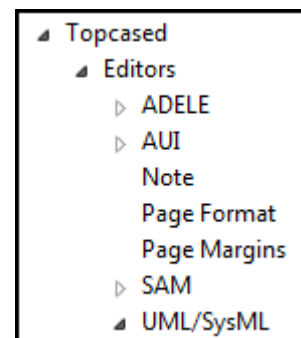 Topcased
Editors
ADELE
AUI
Note
Page Format
Page Margins
SAM
UML/SysML